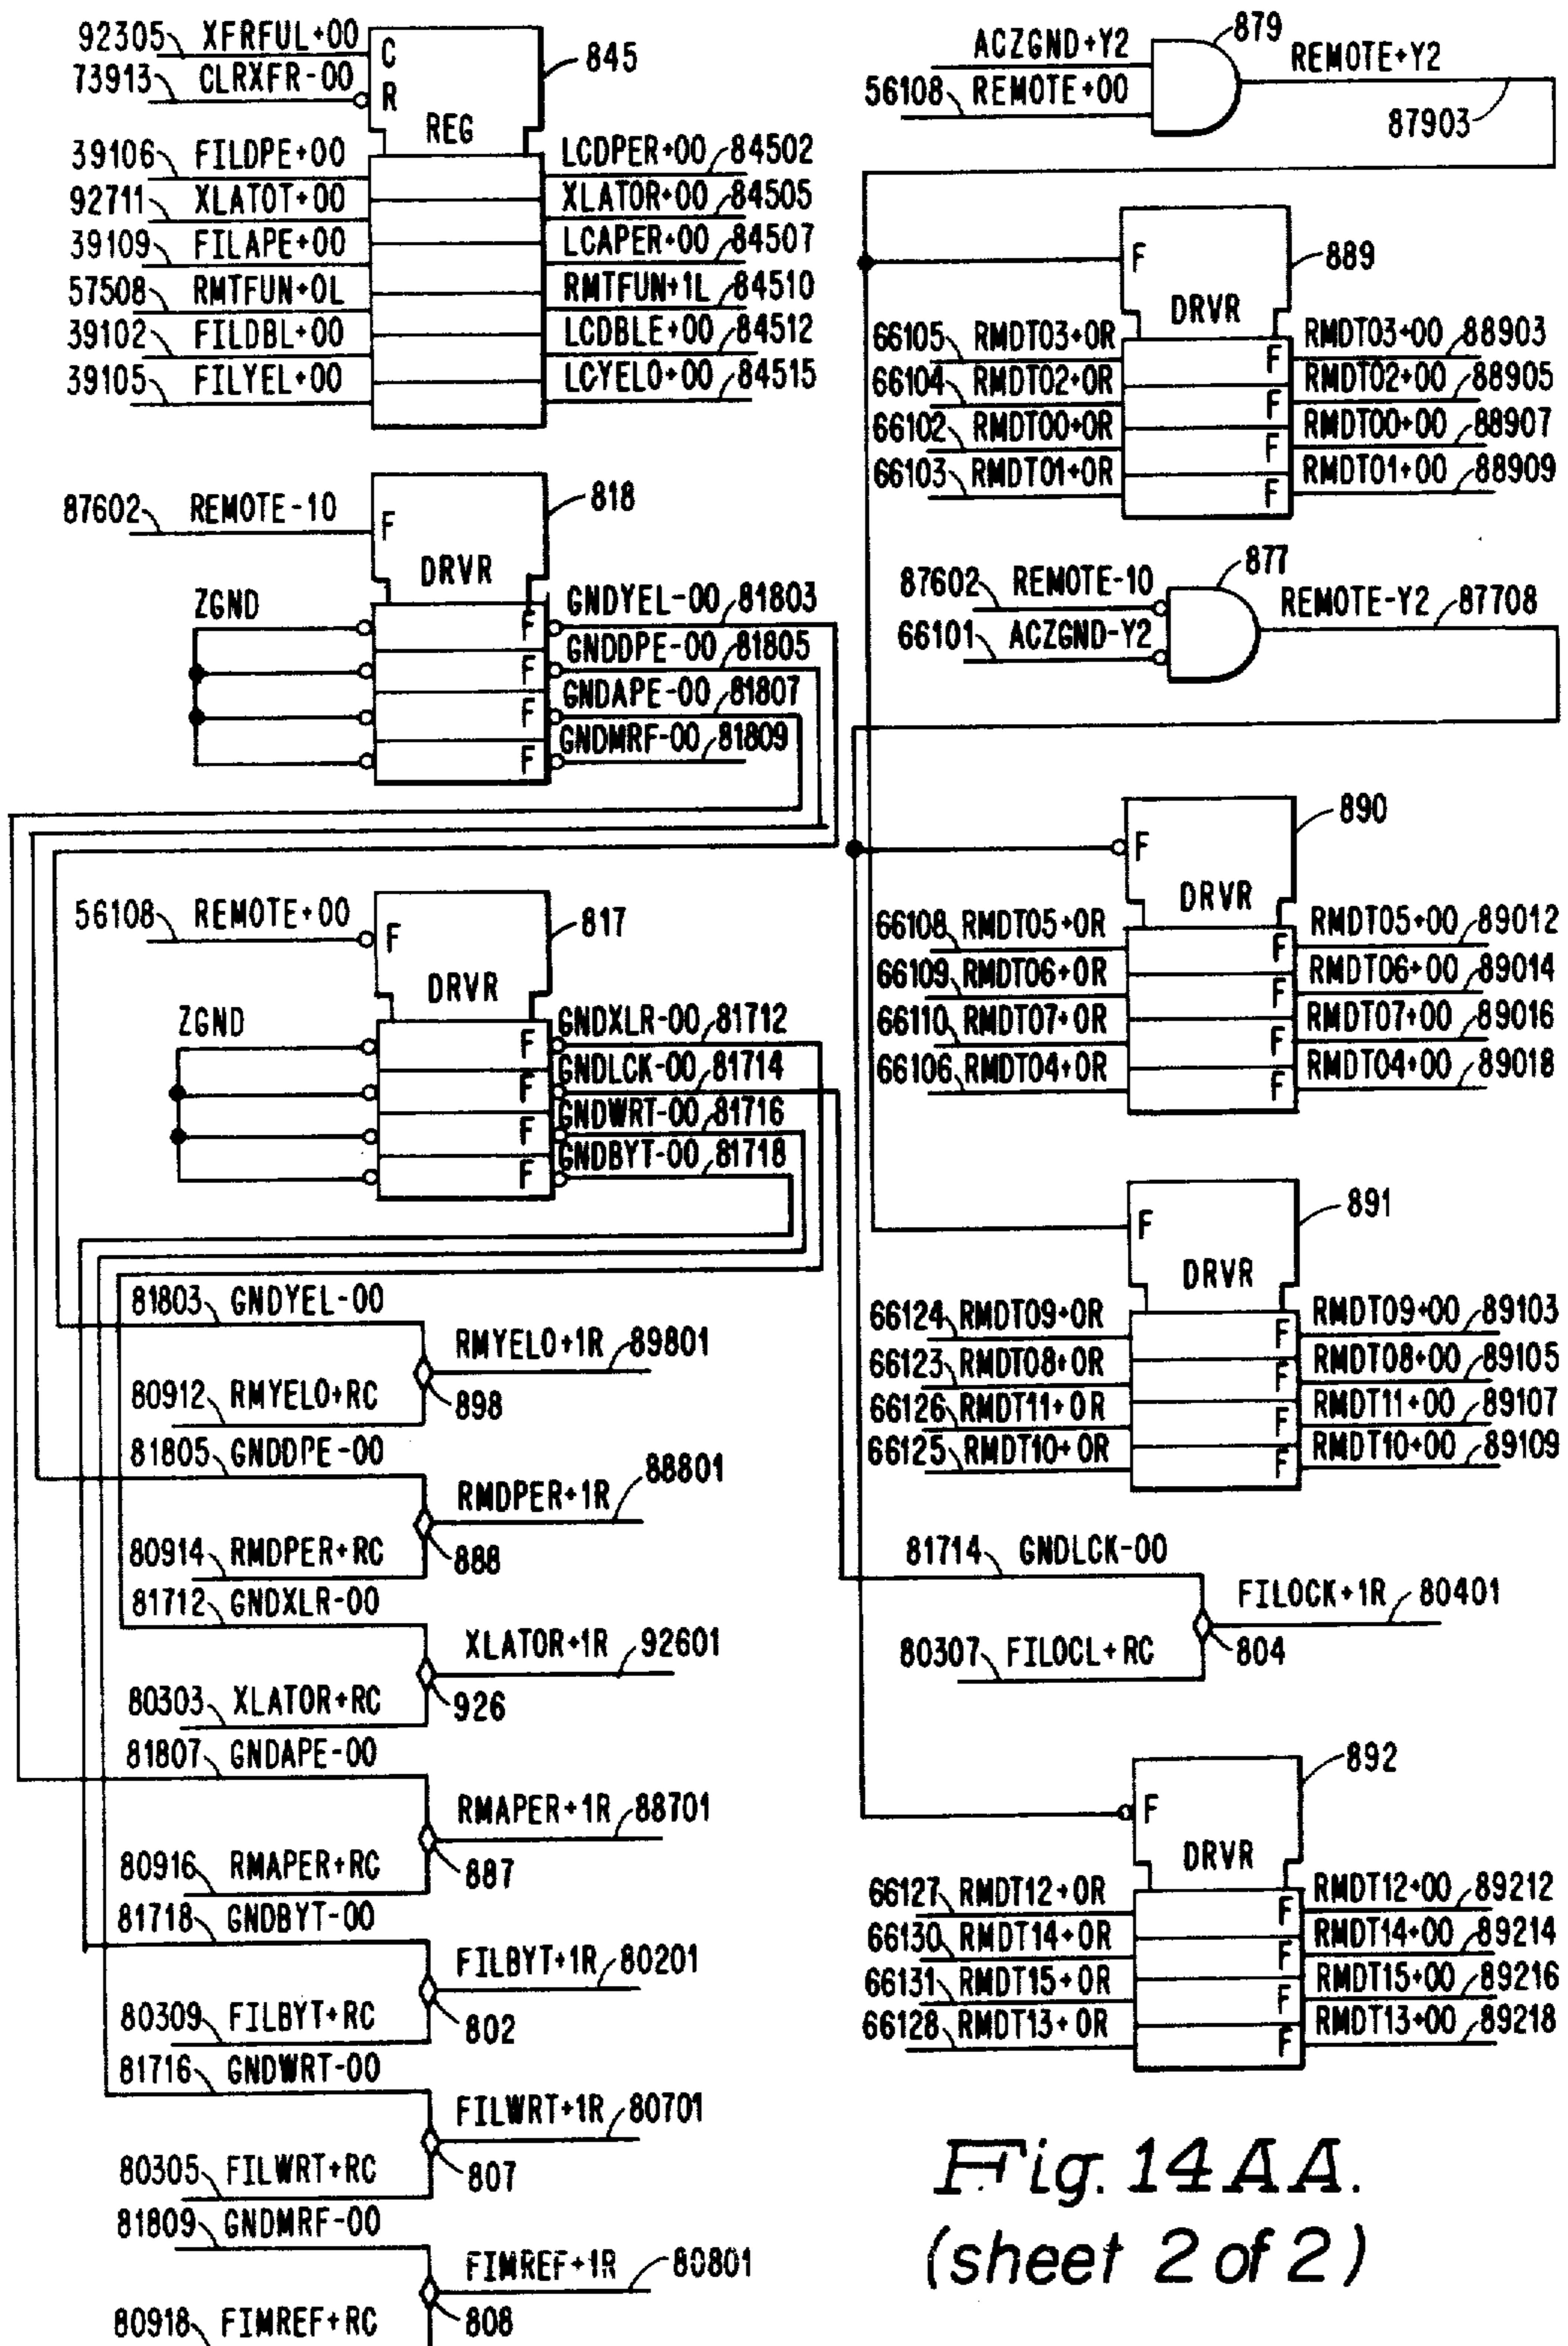 92305 XFRFUL+00
73913 CLRXFR-00
C
R
REG
845
39106 FILDPE+00
LCDPER+00 84502
92711 XLATOT+00
XLATOR+00 84505
39109 FILAPE+00
LCAPER+00 84507
57508 RMTFUN+0L
RMTFUN+1L 84510
39102 FILDBL+00
LCDBLE+00 84512
39105 FILYEL+00
LCYELO+00 84515
87602 REMOTE-10
F
DRVR
818
ZGND
F GNDYEL-00 81803
F GNDDPE-00 81805
F GNDAPE-00 81807
F GNDMRF-00 81809
56108 REMOTE+00
F
DRVR
817
ZGND
F GNDXLR-00 81712
F GNDLCK-00 81714
F GNDWRT-00 81716
F GNDBYT-00 81718
81803 GNDYEL-00
RMYELO+1R 89801
80912 RMYELO+RC
898
81805 GNDDPE-00
RMDPER+1R 88801
80914 RMDPER+RC
888
81712 GNDXLR-00
XLATOR+1R 92601
80303 XLATOR+RC
926
81807 GNDAPE-00
RMAPER+1R 88701
80916 RMAPER+RC
887
81718 GNDBYT-00
FILBYT+1R 80201
80309 FILBYT+RC
802
81716 GNDWRT-00
FILWRT+1R 80701
80305 FILWRT+RC
807
81809 GNDMRF-00
FIMREF+1R 80801
80918 FIMREF+RC
808
ACZGND+Y2
56108 REMOTE+00
879
REMOTE+Y2
87903
F
DRVR
889
66105 RMDT03+0R F RMDT03+00 88903
66104 RMDT02+0R F RMDT02+00 88905
66102 RMDT00+0R F RMDT00+00 88907
66103 RMDT01+0R F RMDT01+00 88909
87602 REMOTE-10
66101 ACZGND-Y2
877
REMOTE-Y2 87708
F
DRVR
890
66108 RMDT05+0R F RMDT05+00 89012
66109 RMDT06+0R F RMDT06+00 89014
66110 RMDT07+0R F RMDT07+00 89016
66106 RMDT04+0R F RMDT04+00 89018
F
DRVR
891
66124 RMDT09+0R F RMDT09+00 89103
66123 RMDT08+0R F RMDT08+00 89105
66126 RMDT11+0R F RMDT11+00 89107
66125 RMDT10+0R F RMDT10+00 89109
81714 GNDLCK-00
FILOCK+1R 80401
80307 FILOCL+RC
804
F
DRVR
892
66127 RMDT12+0R F RMDT12+00 89212
66130 RMDT14+0R F RMDT14+00 89214
66131 RMDT15+0R F RMDT15+00 89216
66128 RMDT13+0R F RMDT13+00 89218
Fig. 14AA.
(sheet 2 of 2)